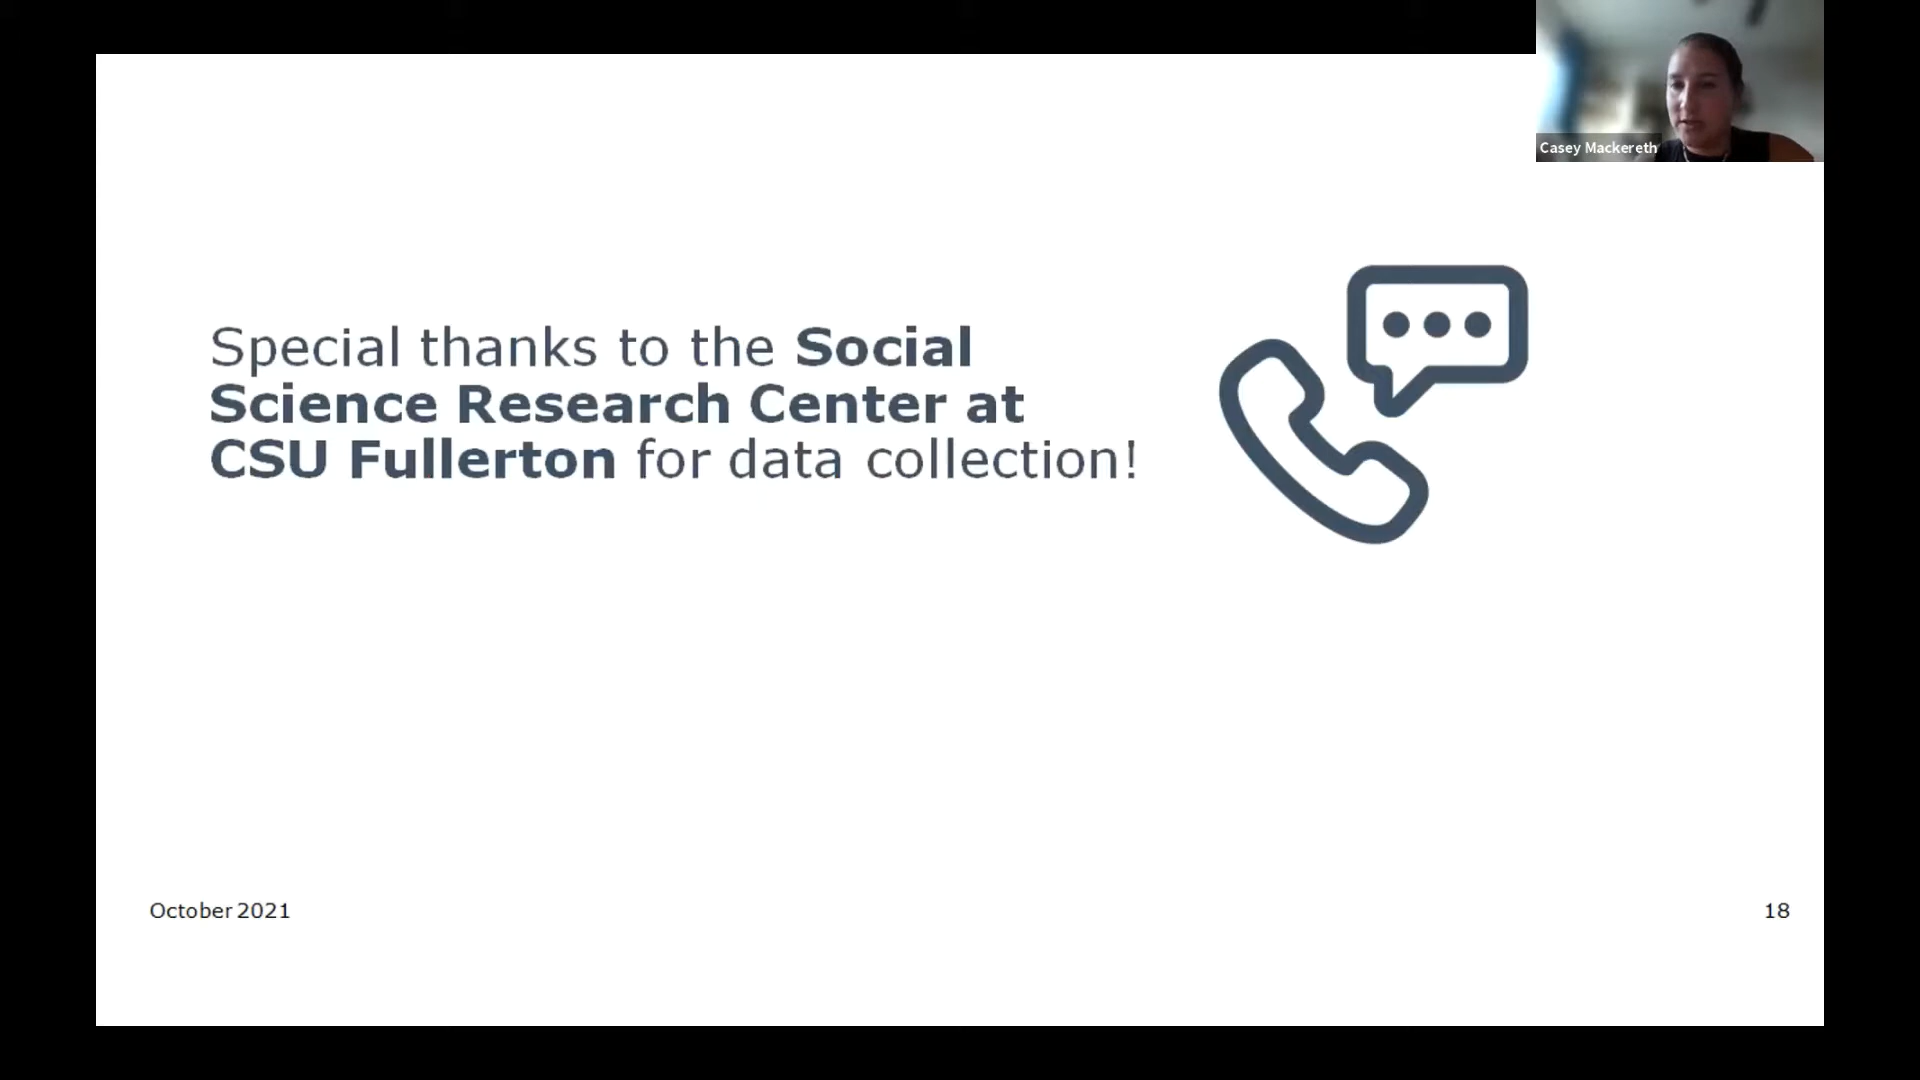 Casey Mackereth
Special thanks to the Social
Science Research Center at
CSU Fullerton for data collection!
October 2021
18